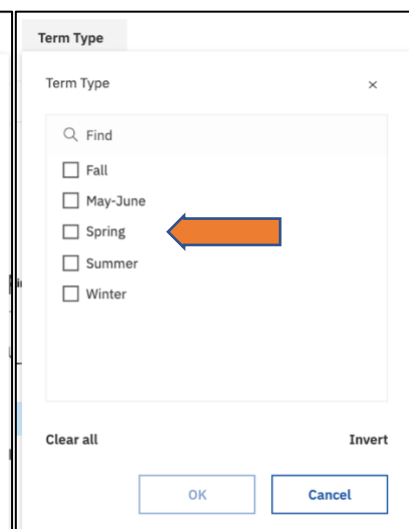 Term Type
Term Type ×
Find
Fall
May-June
Spring
Summer
Winter
Clear all Invert
OK Cancel